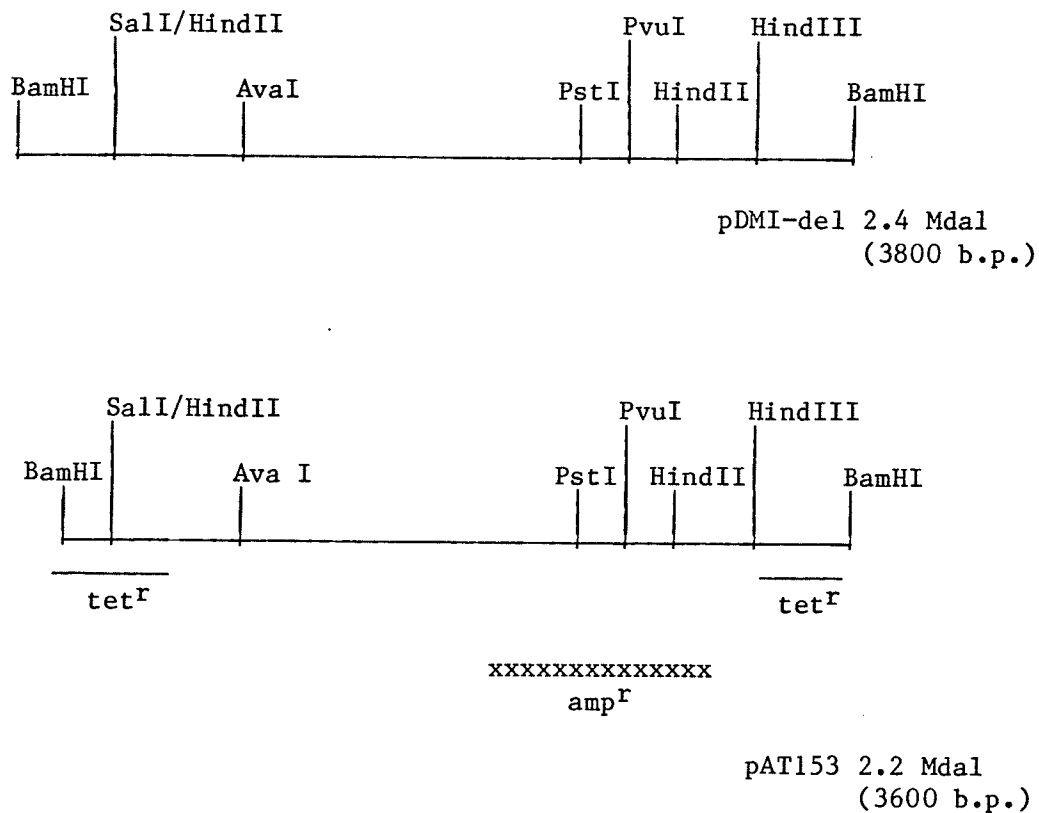 SalI/HindII PvuI HindIII
BamHI AvaI PstI HindII BamHI
pDMI-del 2.4 Mdal
(3800 b.p.)
SalI/HindII PvuI HindIII
BamHI Ava I PstI HindII BamHI
tetr tetr
xxxxxxxxxxxxxx
ampr
pAT153 2.2 Mdal
(3600 b.p.)